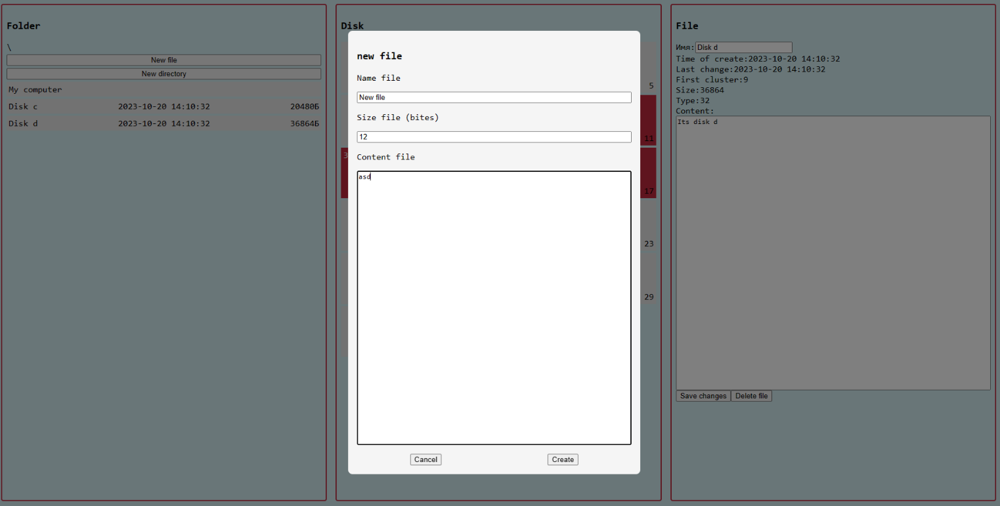 Folder
\
New file
New directory
My computer
Disk c 2023-10-20 14:10:32 20480Б
Disk d 2023-10-20 14:10:32 36864Б
Disk
5
11
3
17
23
29
new file
Name file
New file
Size file (bites)
12
Content file
asd
Cancel Create
File
Имя: Disk d
Time of create:2023-10-20 14:10:32
Last change:2023-10-20 14:10:32
First cluster:9
Size:36864
Type:32
Content:
Its disk d
Save changes Delete file